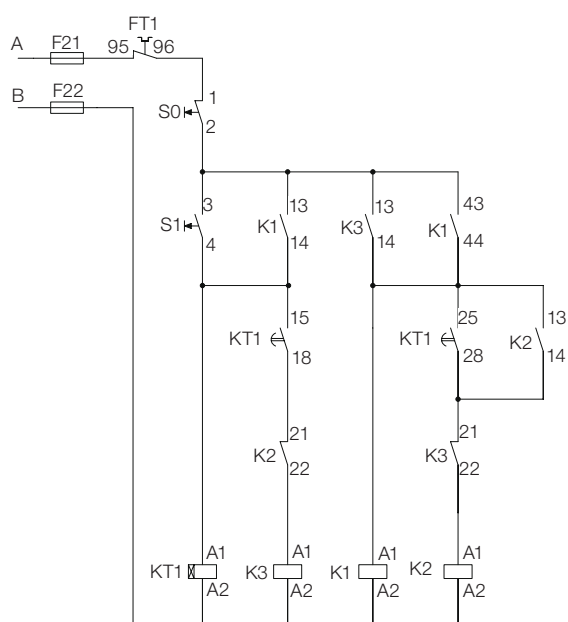 FT1
A F21 95 96
B F22
1
S0
2
3 13 13 43
S1 K1 K3 K1
4 14 14 44
15 25 13
KT1 KT1 K2
18 28 14
21 21
K2 K3
22 22
A1 A1 A1 A1
KT1 K3 K1 K2
A2 A2 A2 A2